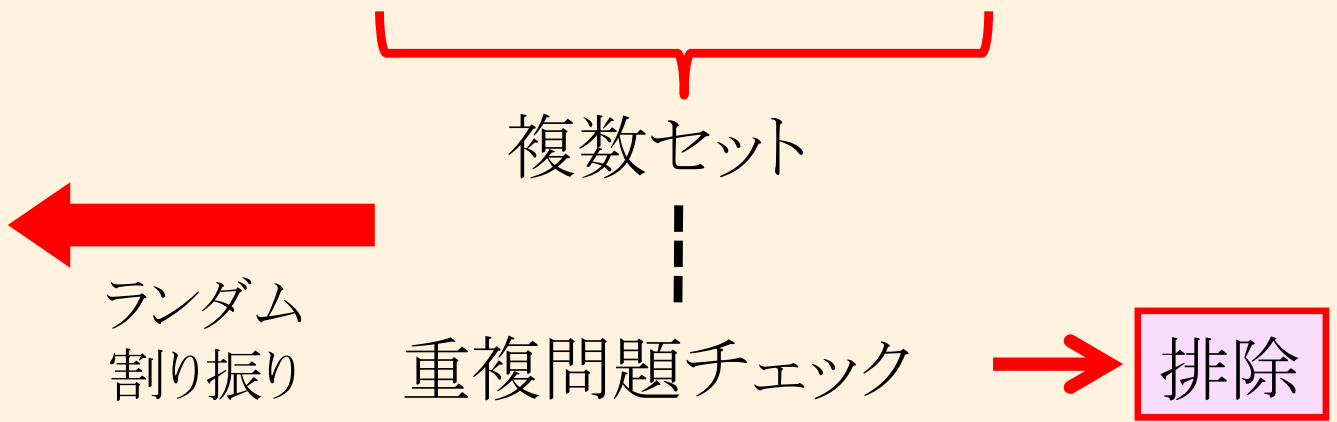 複数セット
ランダム
割り振り
重複問題チェック
排除